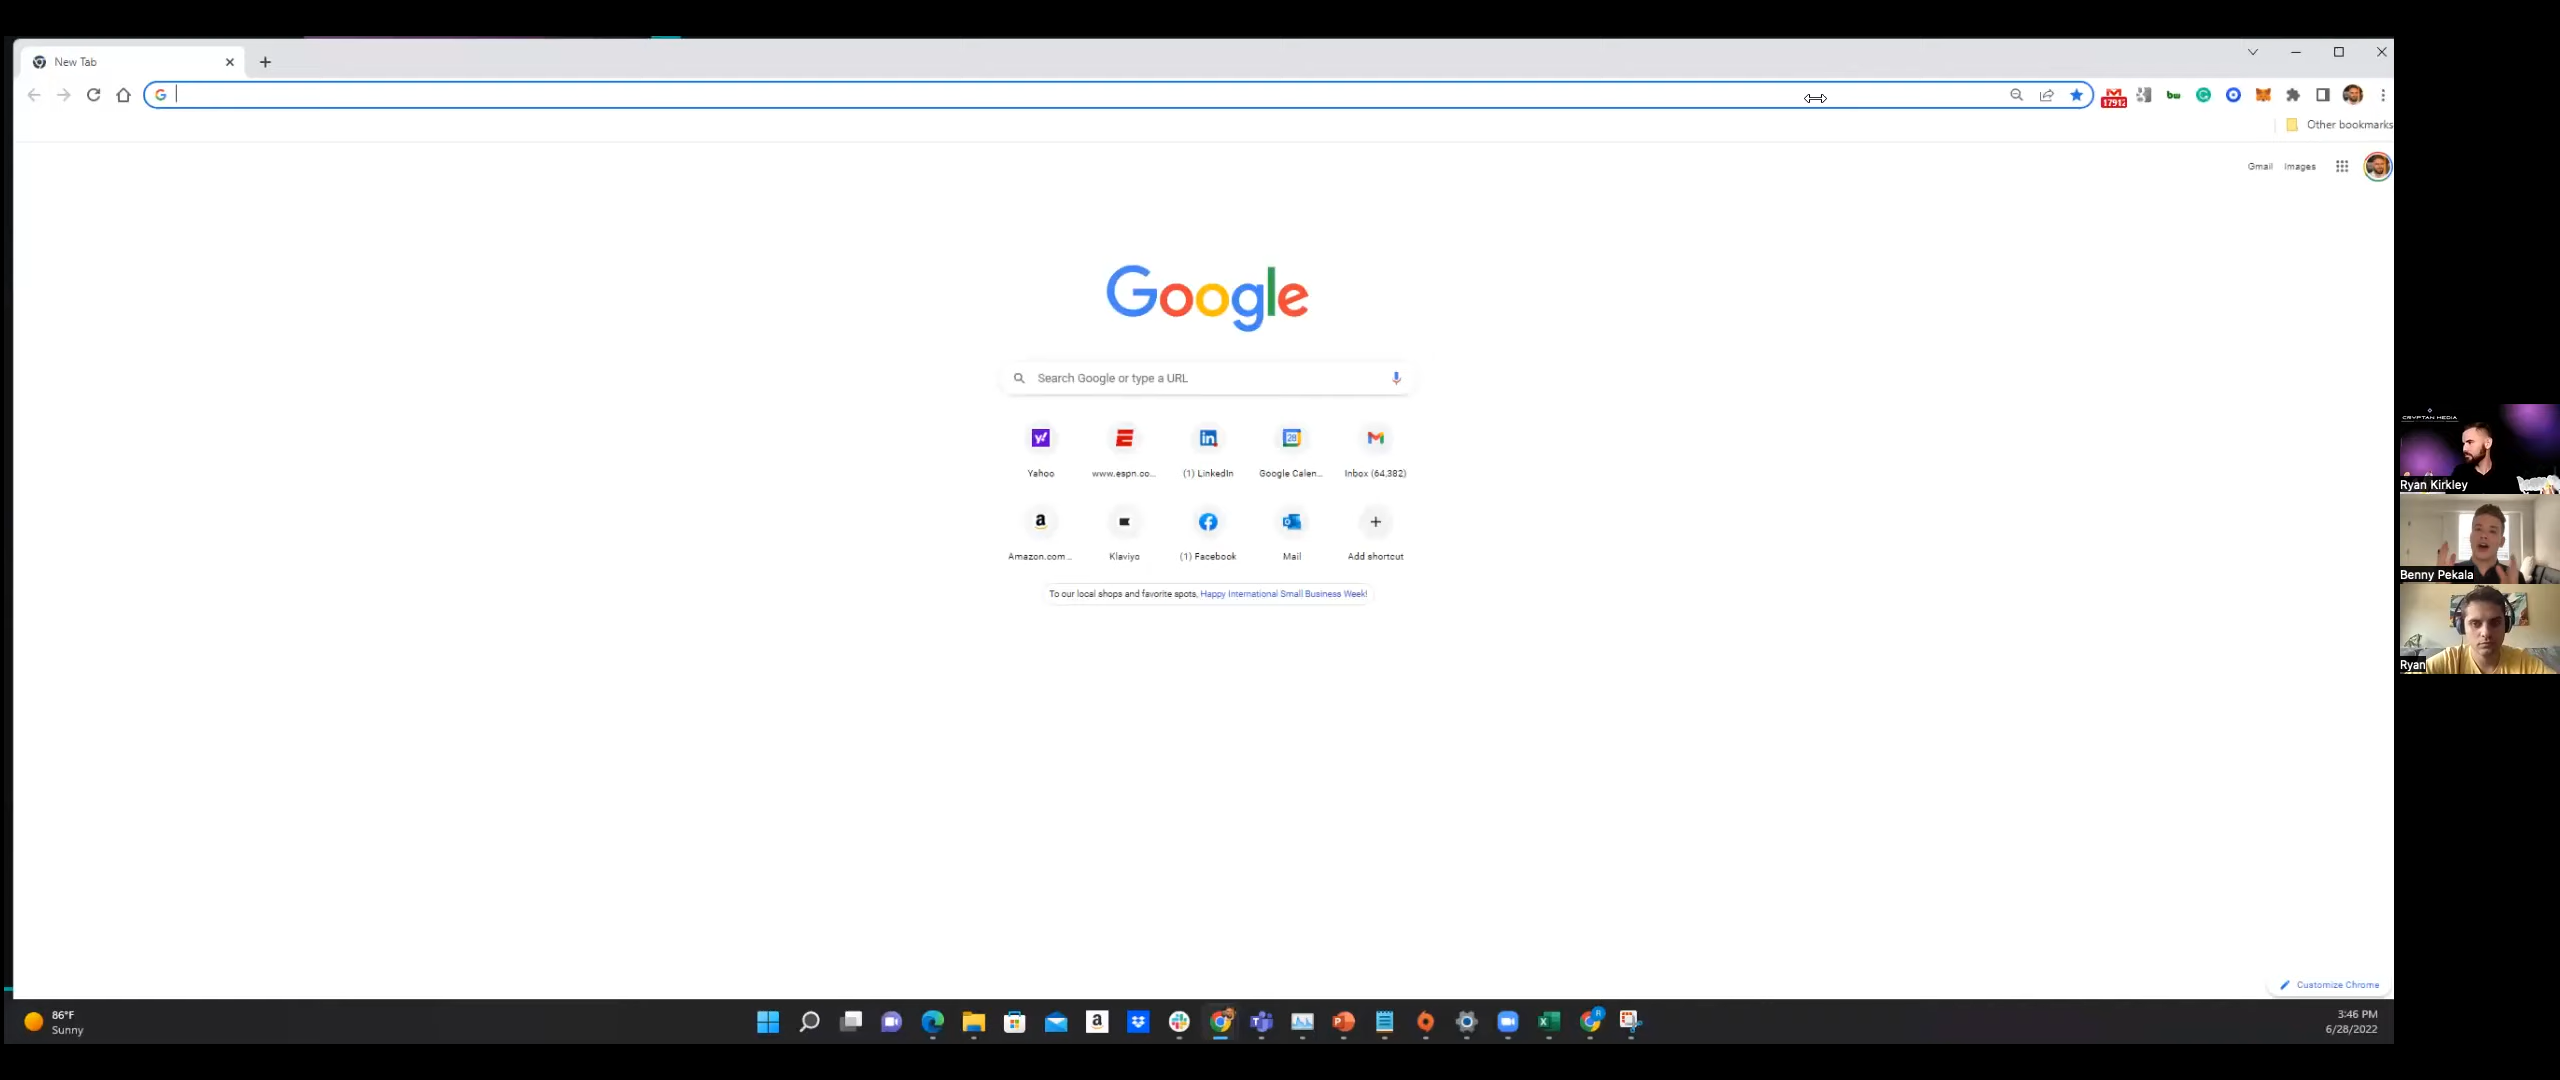 New Tab
Other bookmarks
17912
Gmail Images
Google
Search Google or type a URL
Yahoo www.espn.co... (1) LinkedIn Google Calen... Inbox (64,382)
Amazon.com ... Klaviyo (1) Facebook Mail Add shortcut
To our local shops and favorite spots, Happy International Small Business Week!
CRYPTAN MEDIA
Ryan Kirkley
Benny Pekala
Ryan
Customize Chrome
86°F
Sunny
3:46 PM
6/28/2022